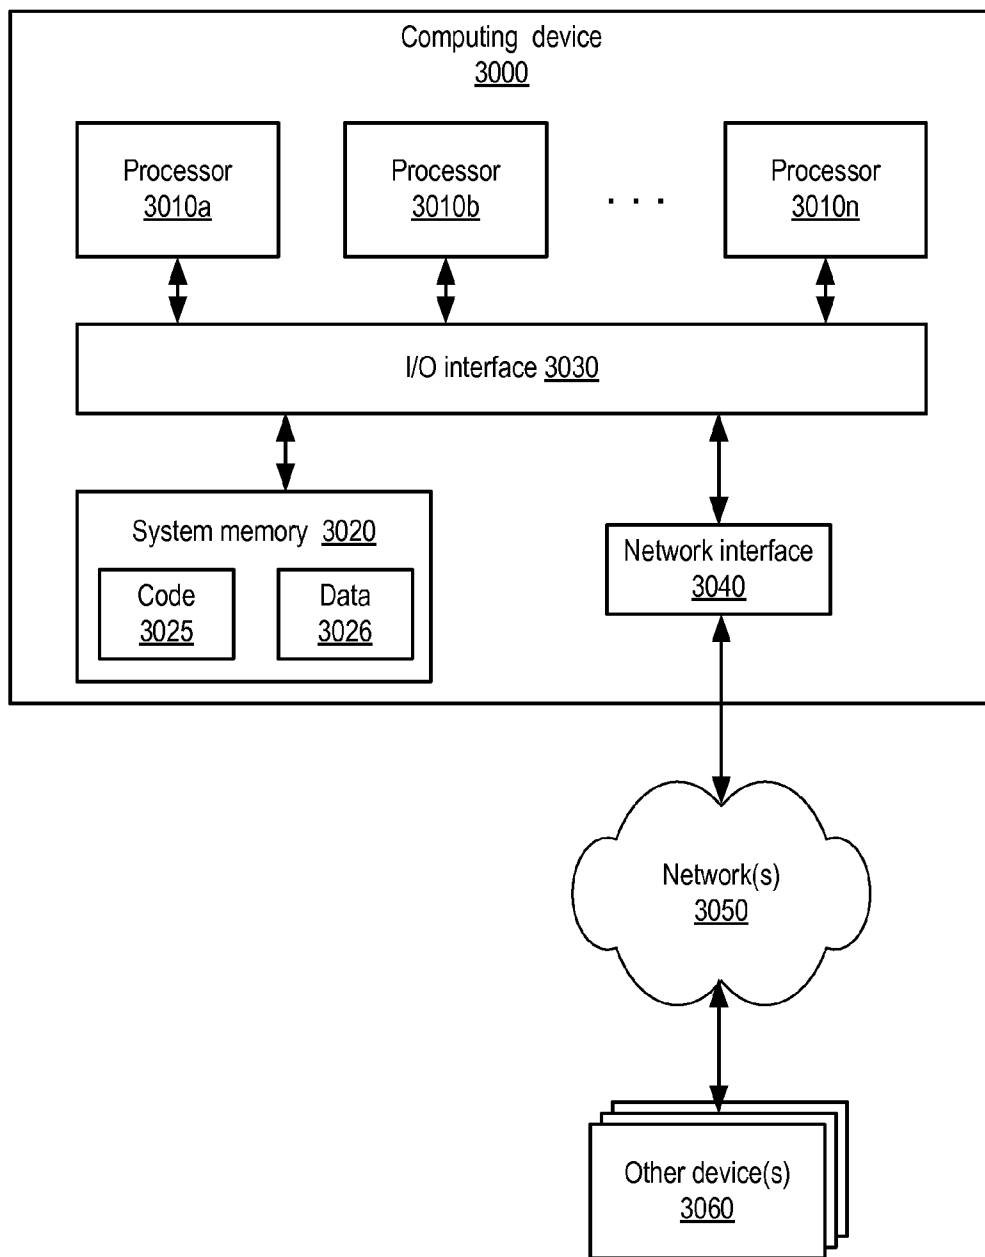 Computing device
3000
Processor
3010a
Processor
3010b
. . .
Processor
3010n
I/O interface 3030
System memory 3020
Code
3025
Data
3026
Network interface
3040
Network(s)
3050
Other device(s)
3060